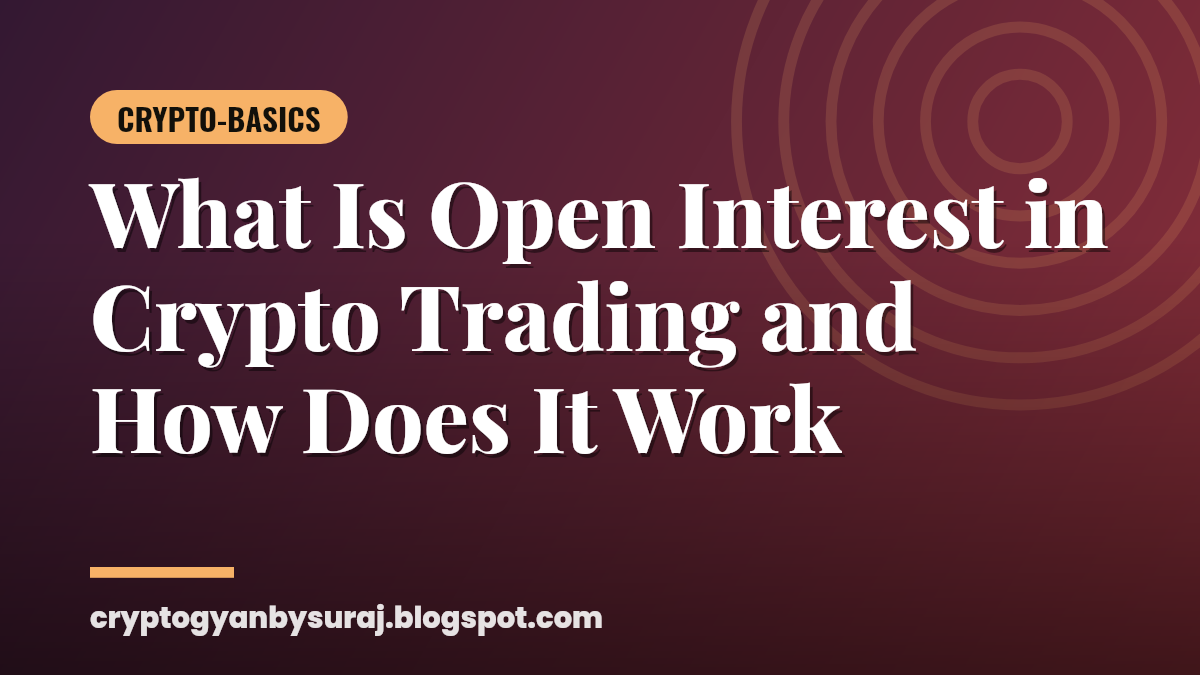 CRYPTO-BASICS
What Is Open Interest in
Crypto Trading and
How Does It Work
cryptogyanbysuraj.blogspot.com